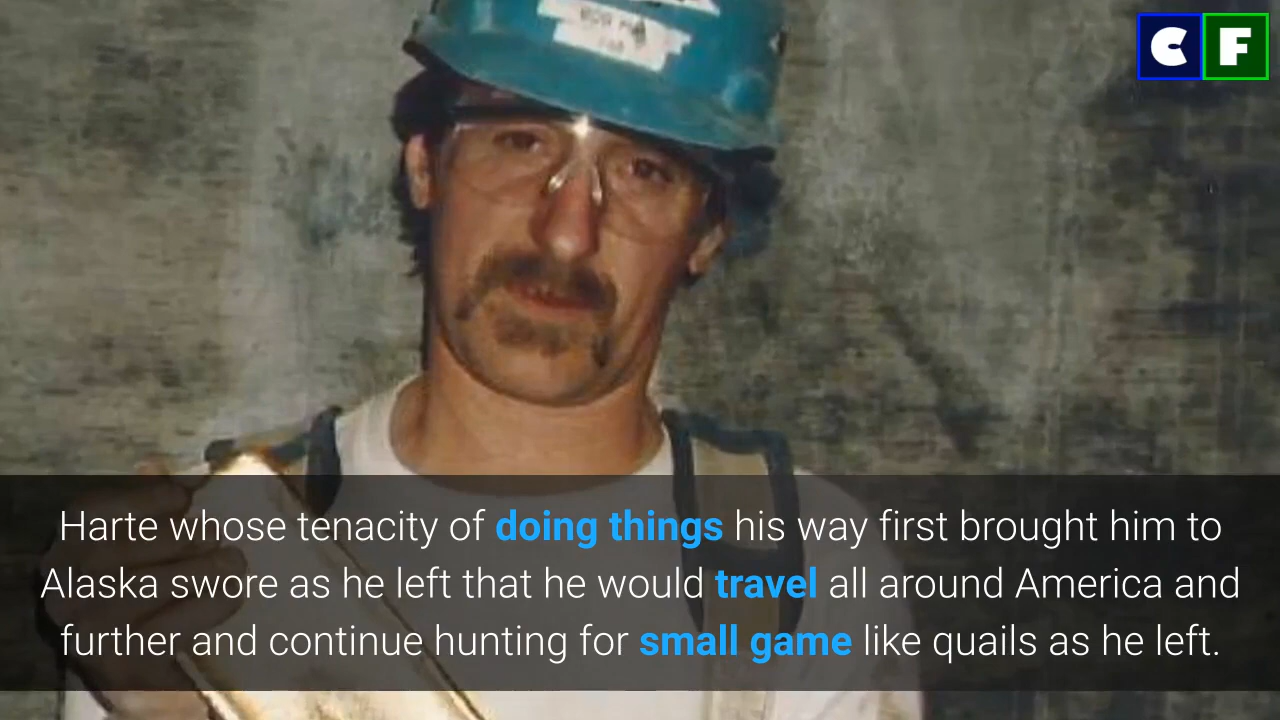 C F
Harte whose tenacity of doing things his way first brought him to
Alaska swore as he left that he would travel all around America and
further and continue hunting for small game like quails as he left.